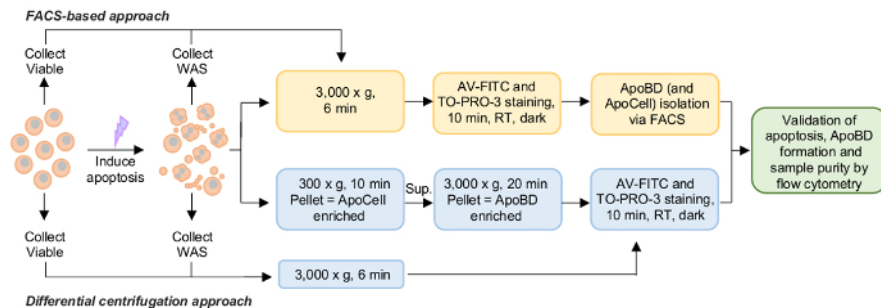 FACS-based approach
Collect
Viable
Collect
WAS
Induce
apoptosis
3,000 x g,
6 min
AV-FITC and
TO-PRO-3 staining,
10 min, RT, dark
ApoBD (and
ApoCell) isolation
via FACS
300 x g, 10 min
Pellet = ApoCell
enriched
Sup.
3,000 x g, 20 min
Pellet = ApoBD
enriched
AV-FITC and
TO-PRO-3 staining,
10 min, RT, dark
Validation of
apoptosis, ApoBD
formation and
sample purity by
flow cytometry
Collect
Viable
Collect
WAS
3,000 x g, 6 min
Differential centrifugation approach